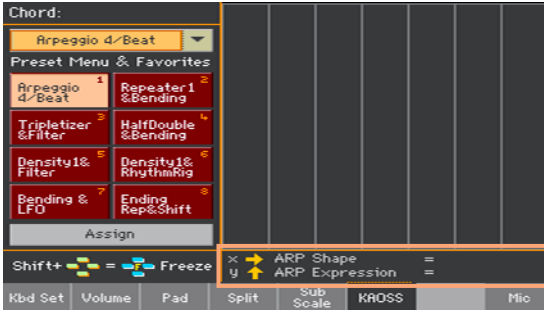 Chord:
Arpeggio 4/Beat
Preset Menu & Favorites
Arpeggio 4/Beat 1
Repeater1 &Bending 2
Tripletizer &Filter 3
HalfDouble &Bending 4
Density1& Filter 5
Density1& RhythmRig 6
Bending & LFO 7
Ending Rep&Shift 8
Assign
Shift+ = F Freeze
x ARP Shape =
y ARP Expression =
Kbd Set Volume Pad Split Sub Scale KAOSS Mic